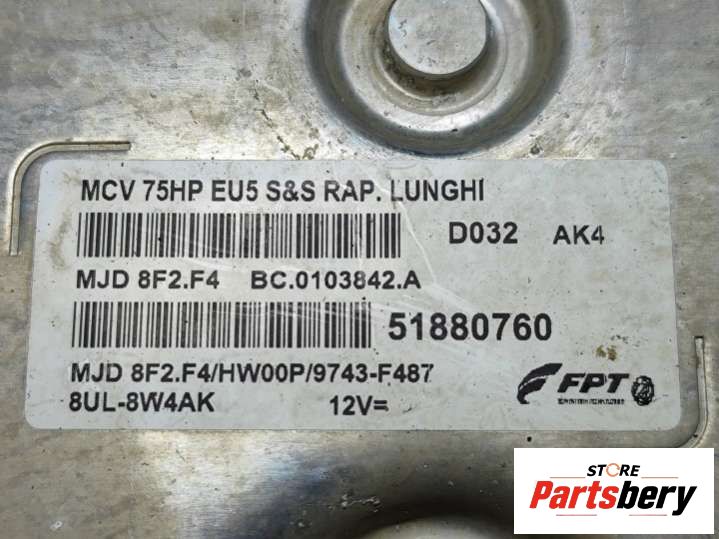 MCV 75HP EU5 S&S RAP. LUNGHI
D032 AK4
MJD 8F2.F4 BC.0103842.A
51880760
MJD 8F2.F4/HW00P/9743-F487
8UL-8W4AK 12V=
FPT
STORE
Partsbery